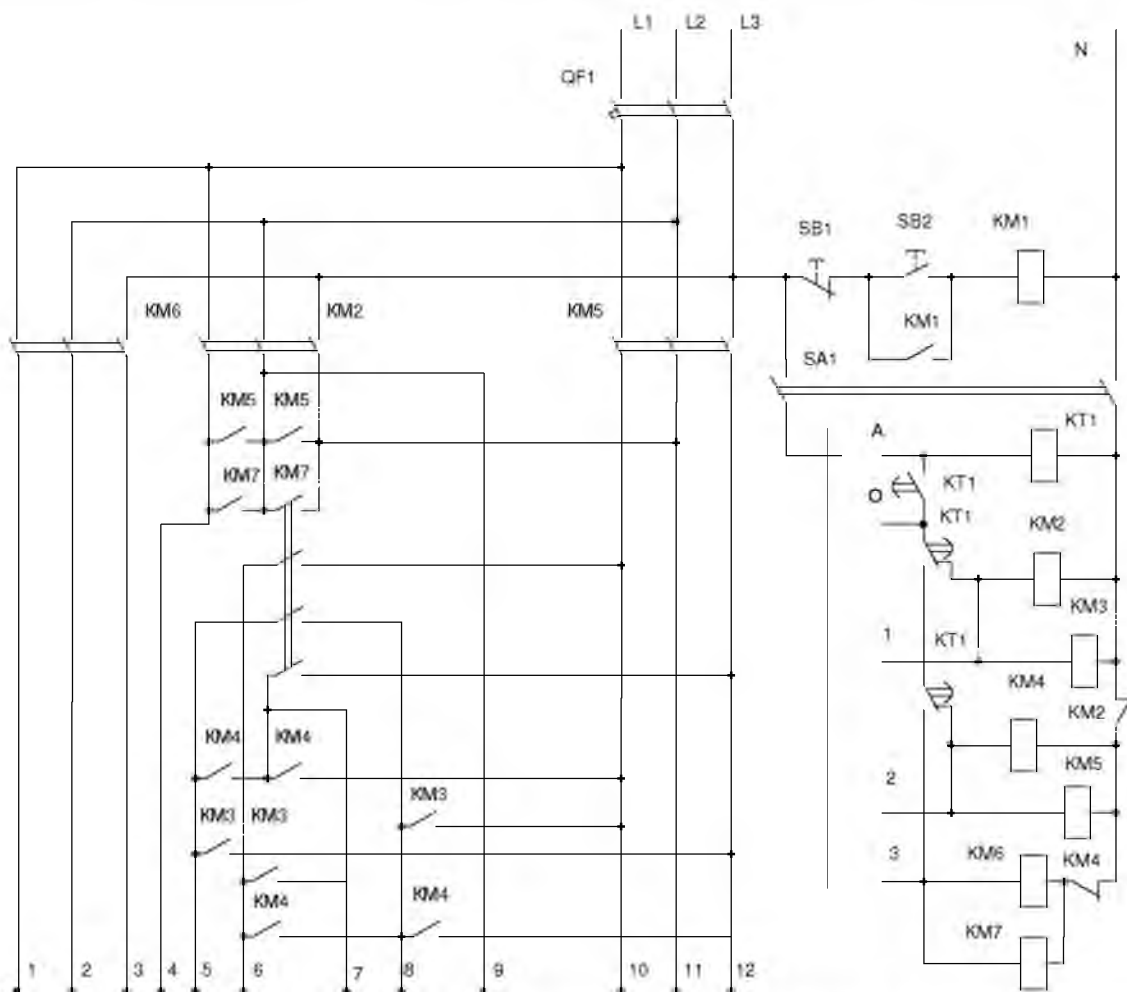 L1 L2 L3
N
QF1
SB1 SB2 KM1
KM6 KM2 KM5
KM1
SA1
KM5 KM5
KT1
A
KM7 KM7
KT1
O
KT1 KM2
KM3
1 KT1
KM4
KM2
KM4 KM4
KM5
2
KM3
KM3 KM3
3 KM6 KM4
KM4 KM4
KM7
1 2 3 4 5 6 7 8 9 10 11 12